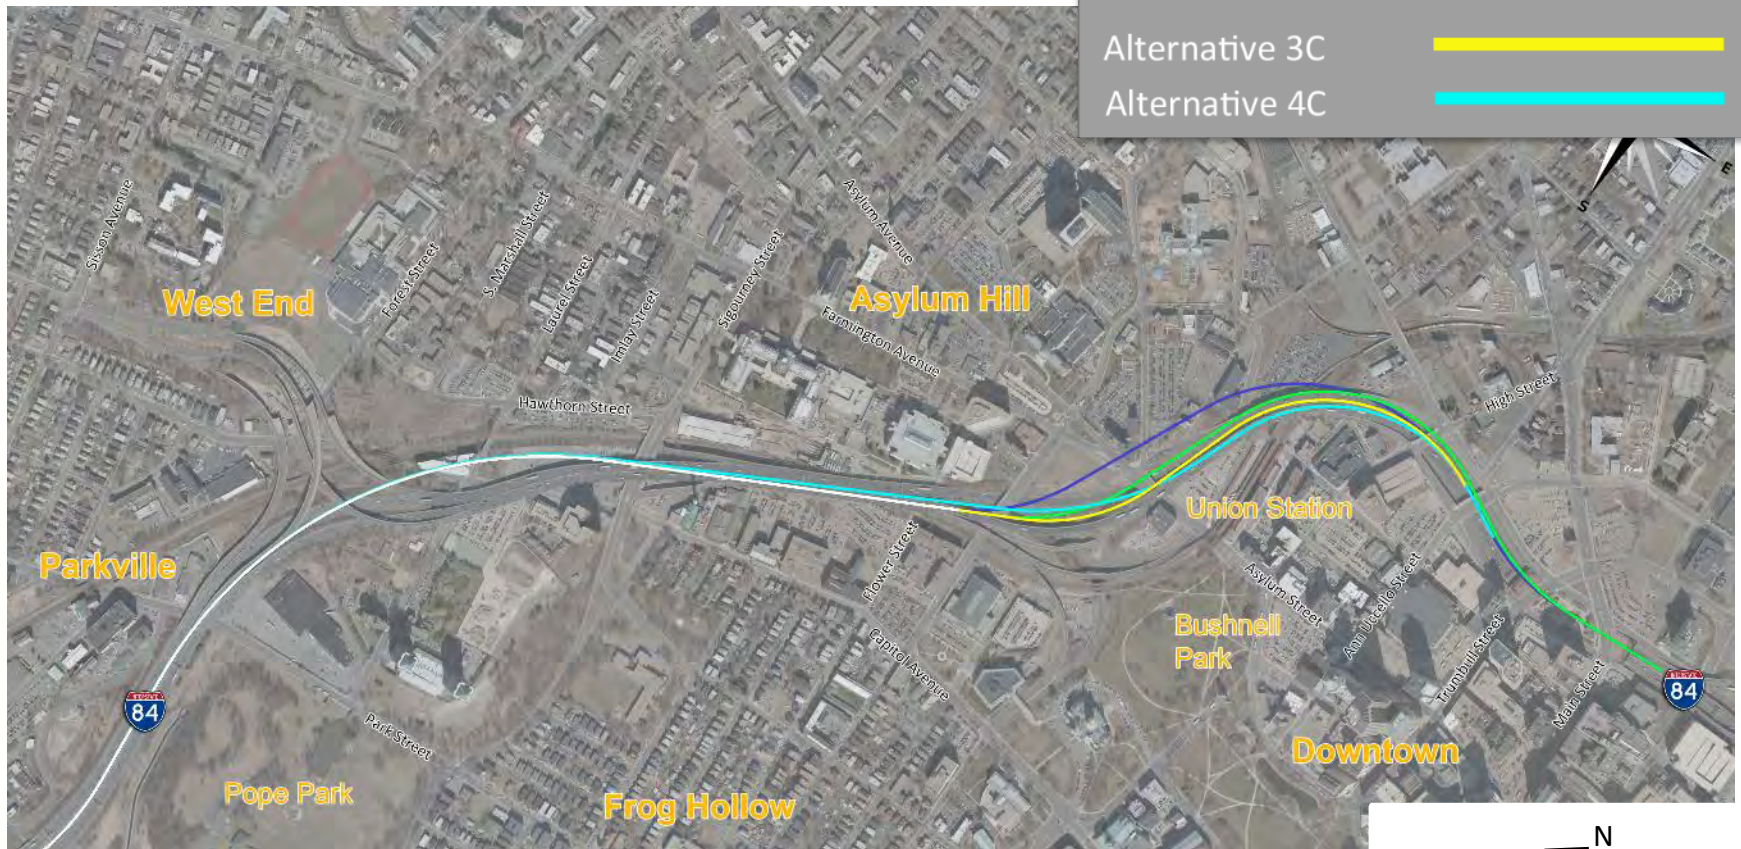 Alternative 3C
Alternative 4C
E
S
Sisson Avenue
West End
Forest Street
S. Marshall Street
Laurel Street
Imlay Street
Sigourney Street
Asylum Avenue
Asylum Hill
Farmington Avenue
Hawthorn Street
High Street
Union Station
Parkville
Flower Street
Asylum Street
Ann Uccello Street
Bushnell
Park
Capitol Avenue
Trumbull Street
Main Street
84
84
Park Street
Downtown
Pope Park
Frog Hollow
N